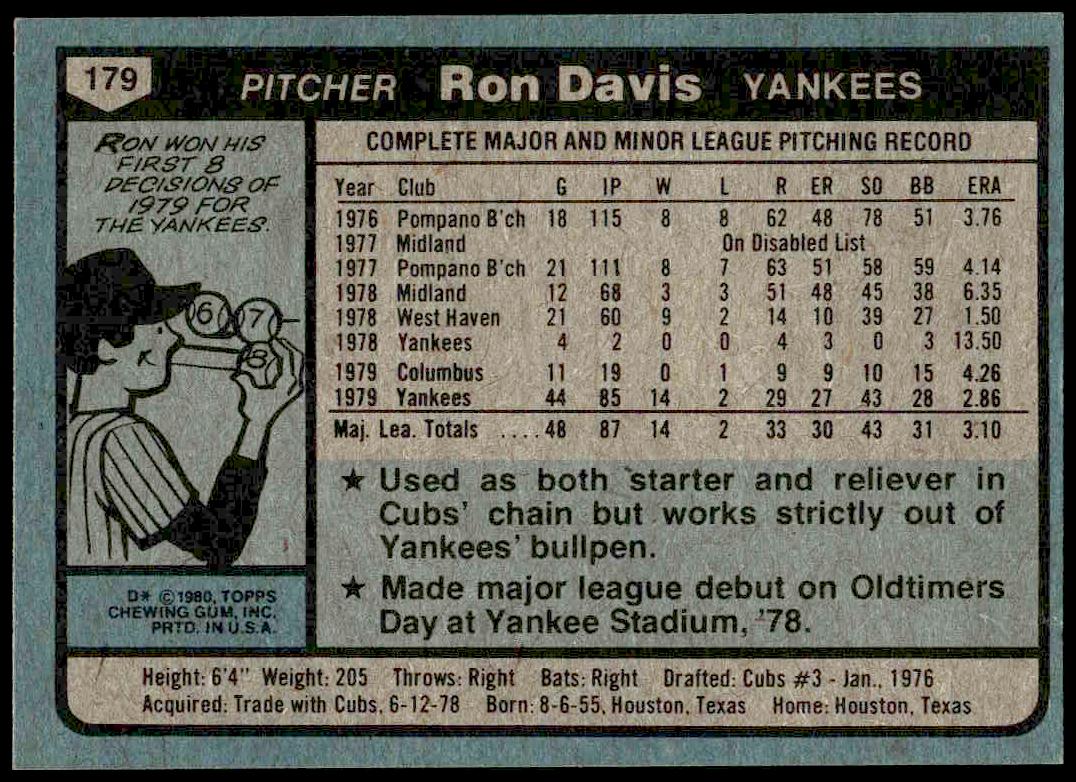 179 PITCHER Ron Davis YANKEES
RON WON HIS
FIRST 8
DECISIONS OF
1979 FOR
THE YANKEES.
6 7
8
K
D* ©1980, TOPPS
CHEWING GUM, INC.
PRTD. IN U.S.A.
COMPLETE MAJOR AND MINOR LEAGUE PITCHING RECORD
Year Club G IP W L R ER SO BB ERA
1976 Pompano B'ch 18 115 8 8 62 48 78 51 3.76
1977 Midland On Disabled List
1977 Pompano B'ch 21 111 8 7 63 51 58 59 4.14
1978 Midland 12 68 3 3 51 48 45 38 6.35
1978 West Haven 21 60 9 2 14 10 39 27 1.50
1978 Yankees 4 2 0 0 4 3 0 3 13.50
1979 Columbus 11 19 0 1 9 9 10 15 4.26
1979 Yankees 44 85 14 2 29 27 43 28 2.86
Maj. Lea. Totals ....48 87 14 2 33 30 43 31 3.10
★ Used as both starter and reliever in
Cubs' chain but works strictly out of
Yankees' bullpen.
★ Made major league debut on Oldtimers
Day at Yankee Stadium, '78.
Height: 6'4" Weight: 205 Throws: Right Bats: Right Drafted: Cubs #3 - Jan., 1976
Acquired: Trade with Cubs, 6-12-78 Born: 8-6-55, Houston, Texas Home: Houston, Texas